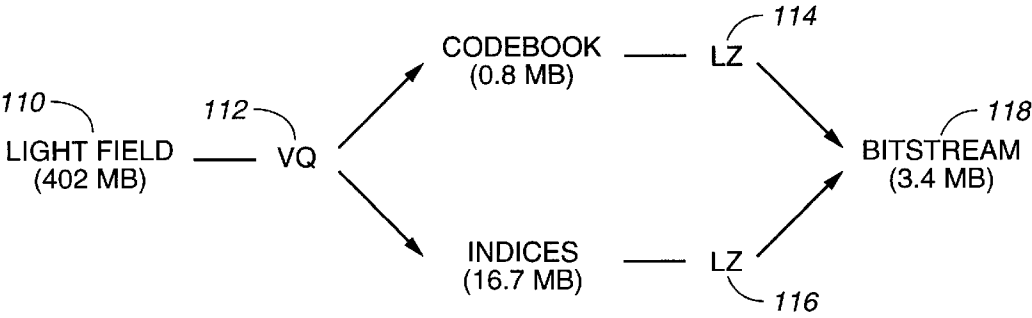 110
LIGHT FIELD
(402 MB)
112
VQ
CODEBOOK
(0.8 MB)
114
LZ
INDICES
(16.7 MB)
LZ
116
118
BITSTREAM
(3.4 MB)